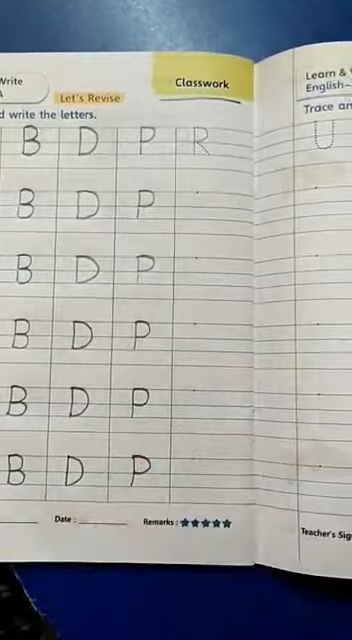 Write
Classwork
Learn &
A
English-
Let's Revise
Trace an
d write the letters.
B D P R
U
B D P
B D P
B D P
B D P
B D P
Date :
Remarks :
Teacher's Sig